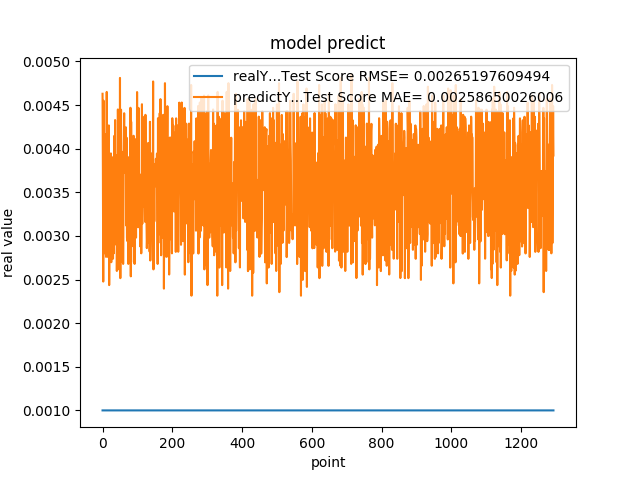 model predict
realY...Test Score RMSE= 0.00265197609494
predictY...Test Score MAE= 0.00258650026006
0.0050
0.0045
0.0040
0.0035
0.0030
0.0025
0.0020
0.0015
0.0010
real value
0 200 400 600 800 1000 1200
point